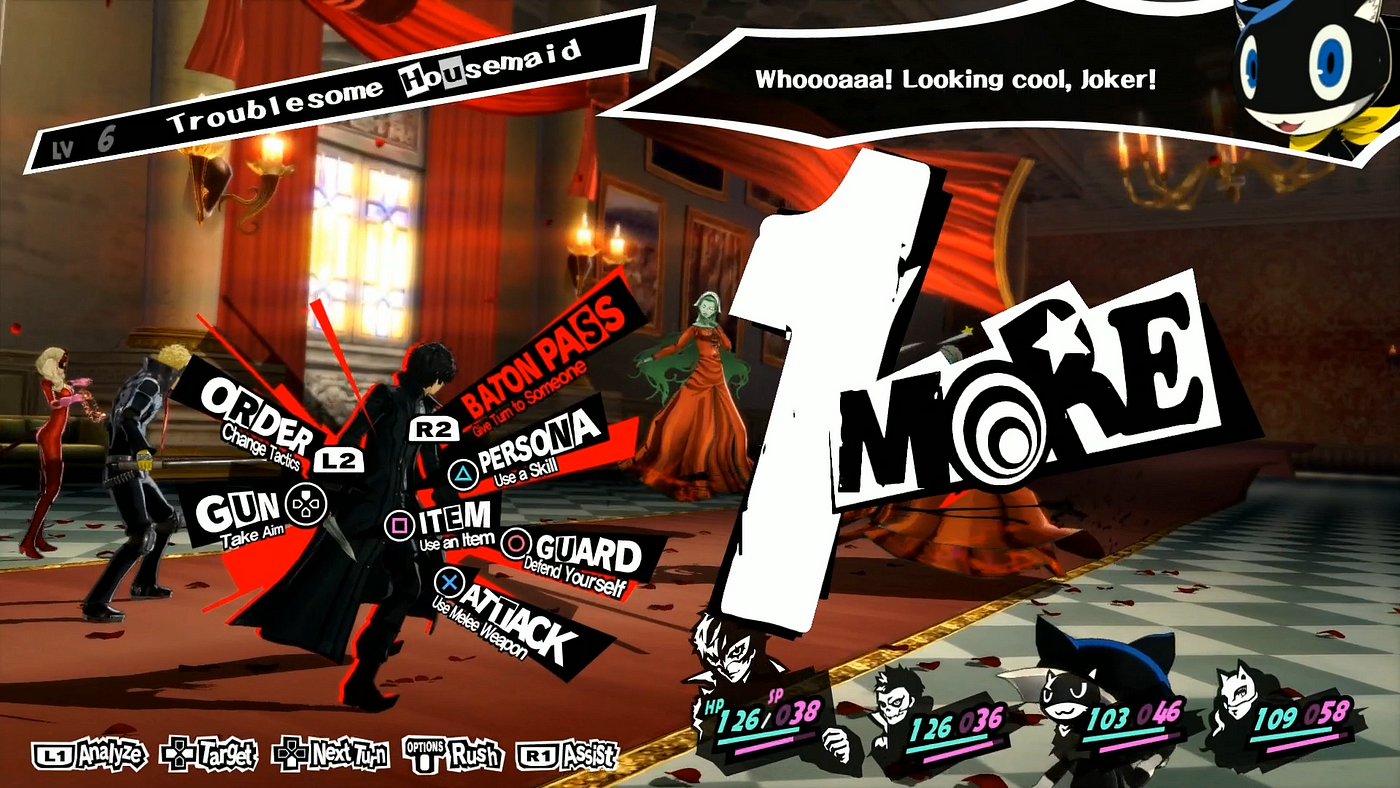 LV 6 Troublesome Housemaid
Whoooaaa! Looking cool, Joker!
1 MORE
BATON PASS
Give Turn to Someone
ORDER
Change Tactics
L2
R2
PERSONA
Use a Skill
GUN
Take Aim
ITEM
Use an Item
GUARD
Defend Yourself
ATTACK
Use Melee Weapon
HP 126/ SP 038
126 036
103 046
109 058
L1 Analyze Target Next Turn OPTIONS Rush R1 Assist